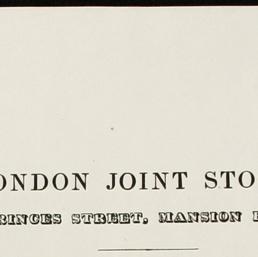 ONDON JOINT STO
RINCES STREET, MANSION